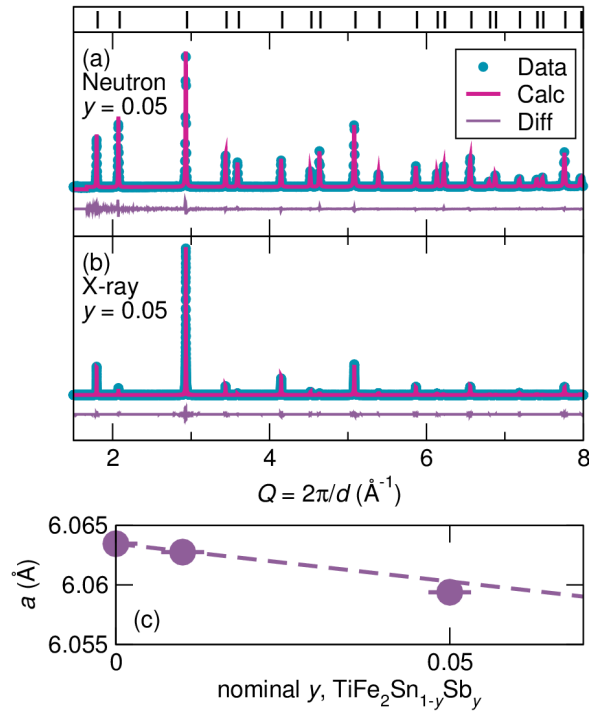 (a)
Neutron
y = 0.05
Data
Calc
Diff
(b)
X-ray
y = 0.05
2 4 6 8
Q = 2π/d (Å⁻¹)
6.065
6.06
6.055
a (Å)
(c)
0 0.05
nominal y, TiFe₂Sn₁₋ySby